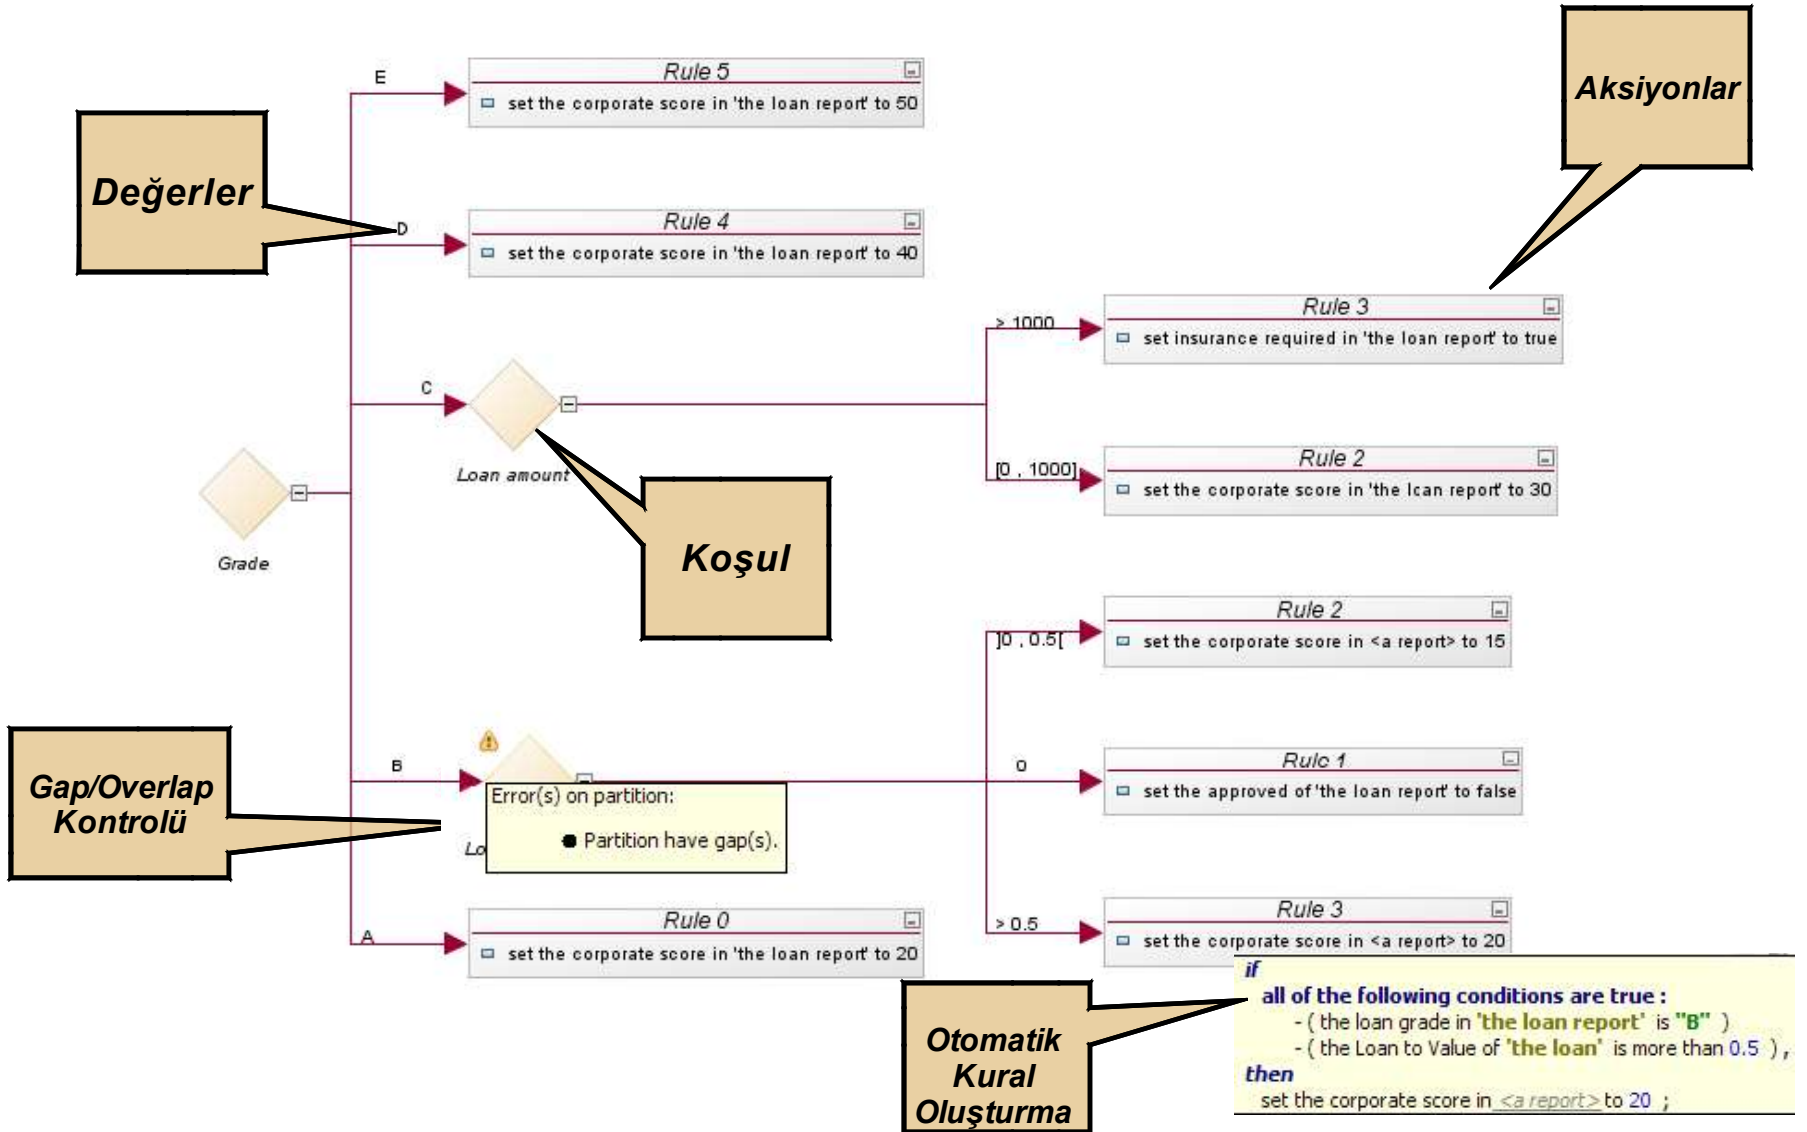 E
Rule 5
set the corporate score in 'the loan report' to 50
Aksiyonlar
Değerler
D
Rule 4
set the corporate score in 'the loan report' to 40
> 1000
Rule 3
set insurance required in 'the loan report' to true
C
Loan amount
[0 , 1000]
Rule 2
set the corporate score in 'the loan report' to 30
Grade
Koşul
]0 , 0.5[
Rule 2
set the corporate score in <a report> to 15
Gap/Overlap
Kontrolü
B
Error(s) on partition:
Partition have gap(s).
Lo
0
Rule 1
set the approved of 'the loan report' to false
A
Rule 0
set the corporate score in 'the loan report' to 20
> 0.5
Rule 3
set the corporate score in <a report> to 20
Otomatik
Kural
Oluşturma
if
all of the following conditions are true :
- ( the loan grade in 'the loan report' is "B" )
- ( the Loan to Value of 'the loan' is more than 0.5 ) ,
then
set the corporate score in <a report> to 20 ;